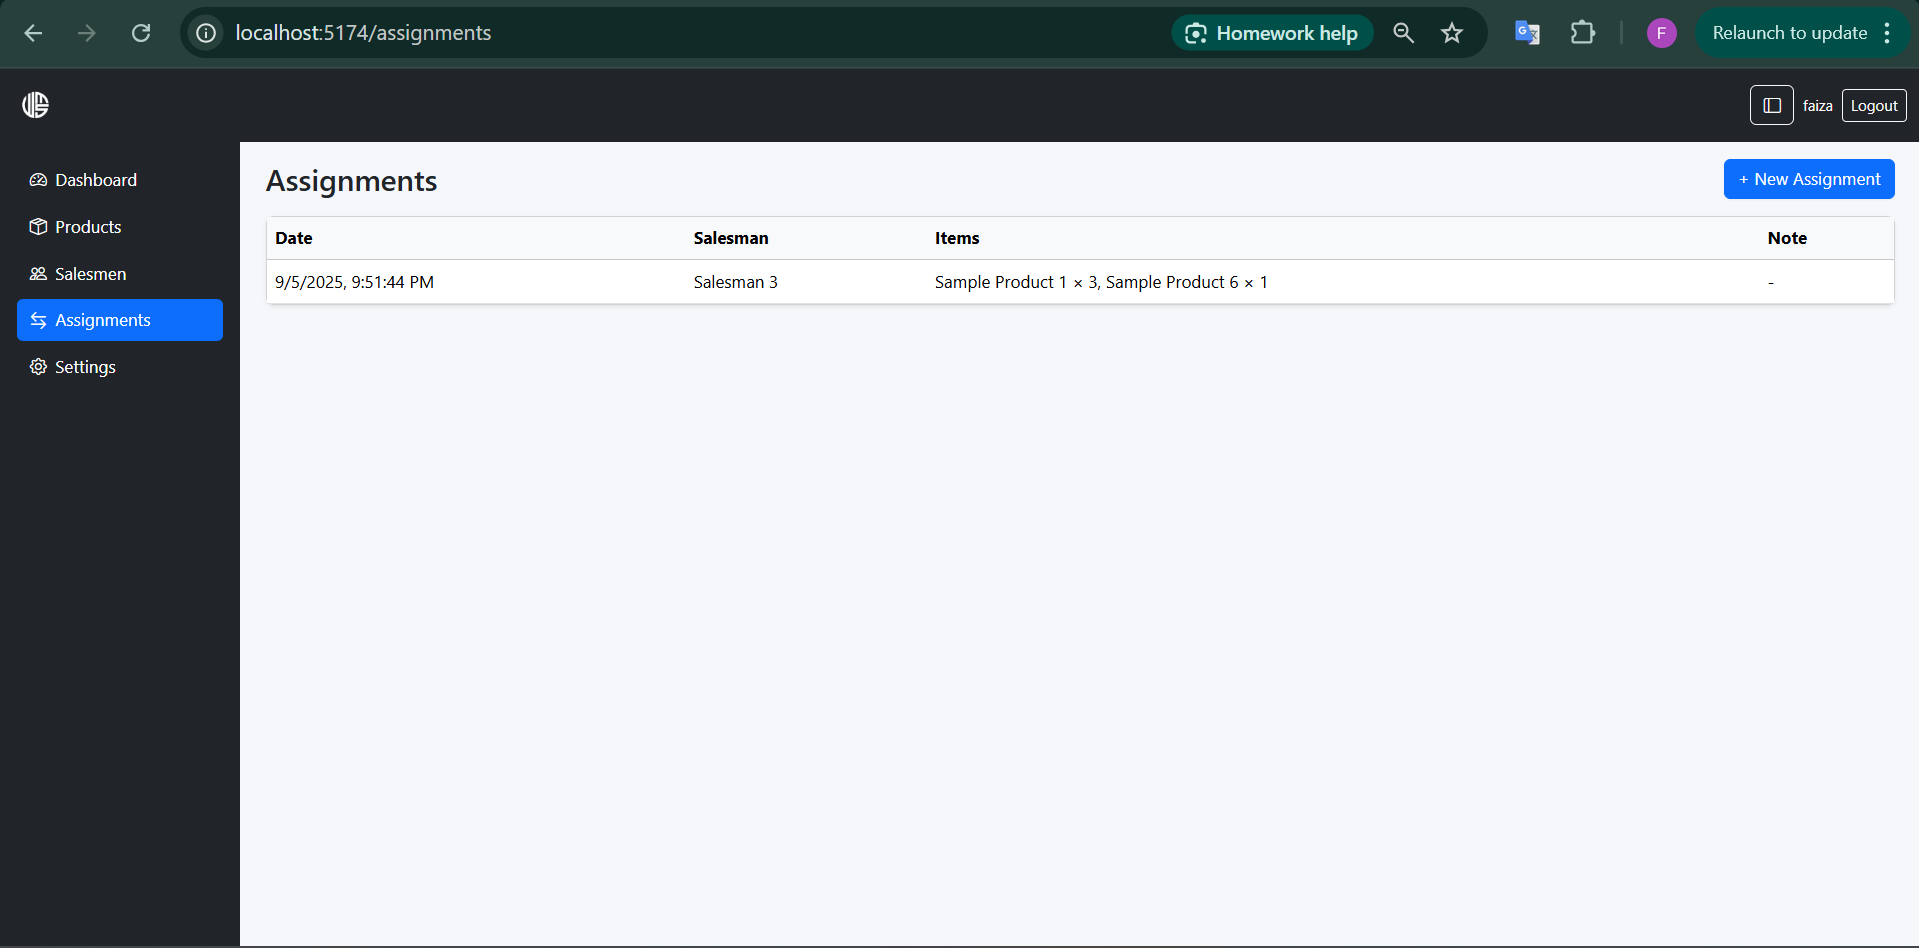 localhost:5174/assignments
Homework help
F
Relaunch to update
faiza
Logout
Dashboard
Products
Salesmen
Assignments
Settings
Assignments
+ New Assignment
Date Salesman Items Note
9/5/2025, 9:51:44 PM Salesman 3 Sample Product 1 × 3, Sample Product 6 × 1 -